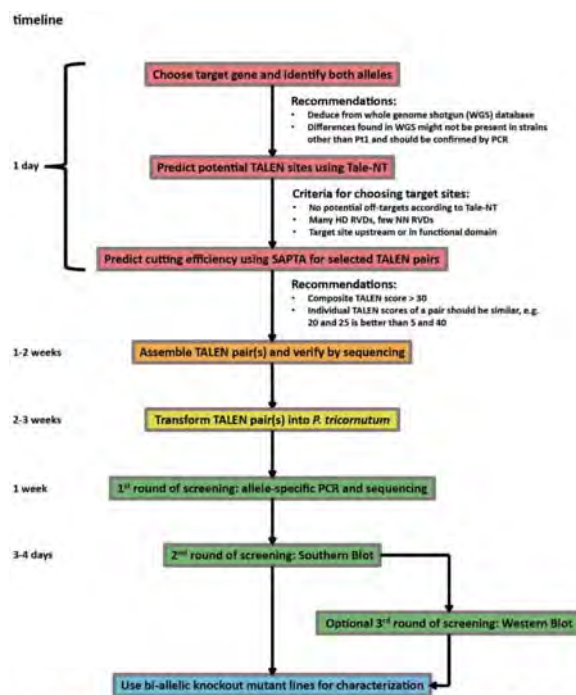 timeline
Choose target gene and identify both alleles
Recommendations:
• Deduce from whole genome shotgun (WGS) database
• Differences found in WGS might not be present in strains
other than Pt1 and should be confirmed by PCR
1 day
Predict potential TALEN sites using Tale-NT
Criteria for choosing target sites:
• No potential off-targets according to Tale-NT
• Many HD RVDs, few NN RVDs
• Target site upstream or in functional domain
Predict cutting efficiency using SAPTA for selected TALEN pairs
Recommendations:
• Composite TALEN score > 30
• Individual TALEN scores of a pair should be similar, e.g.
20 and 25 is better than 5 and 40
1-2 weeks
Assemble TALEN pair(s) and verify by sequencing
2-3 weeks
Transform TALEN pair(s) into P. tricornutum
1 week
1st round of screening: allele-specific PCR and sequencing
3-4 days
2nd round of screening: Southern Blot
Optional 3rd round of screening: Western Blot
Use bi-allelic knockout mutant lines for characterization